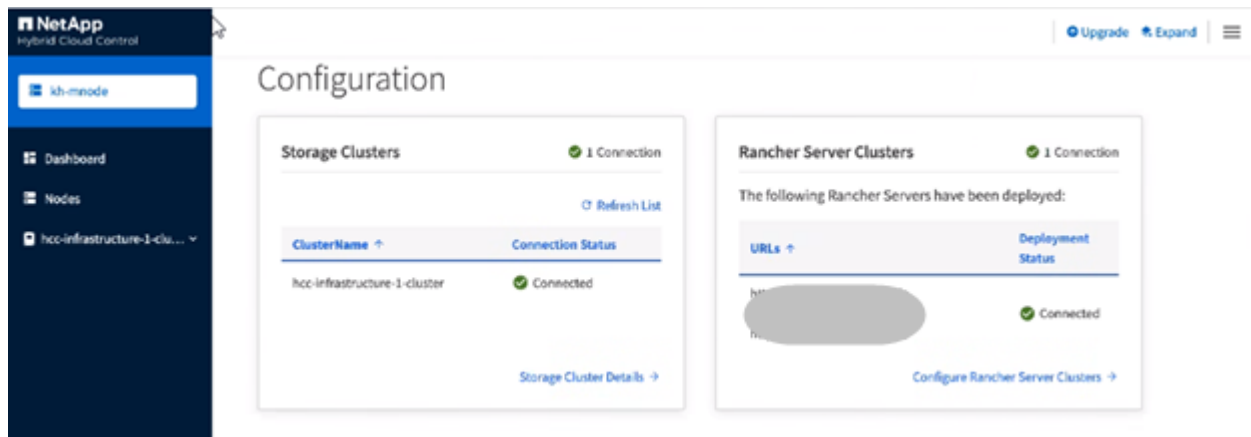 NetApp
Hybrid Cloud Control
Upgrade Expand
kh-mnode
Dashboard
Nodes
hcc-infrastructure-1-clu...
Configuration
Storage Clusters
1 Connection
Refresh List
ClusterName ↑ Connection Status
hcc-infrastructure-1-cluster Connected
Storage Cluster Details →
Rancher Server Clusters
1 Connection
The following Rancher Servers have been deployed:
URLs ↑ Deployment
Status
Connected
Configure Rancher Server Clusters →